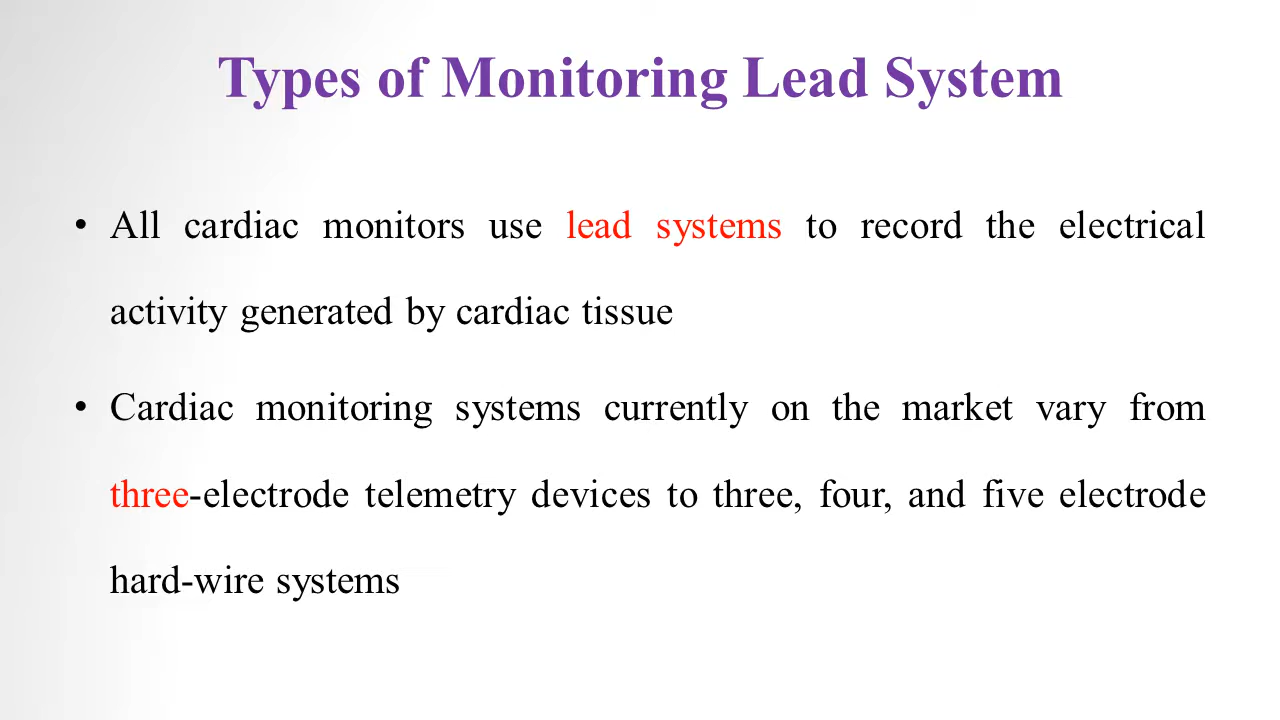 Types of Monitoring Lead System
• All cardiac monitors use lead systems to record the electrical
activity generated by cardiac tissue
• Cardiac monitoring systems currently on the market vary from
three-electrode telemetry devices to three, four, and five electrode
hard-wire systems